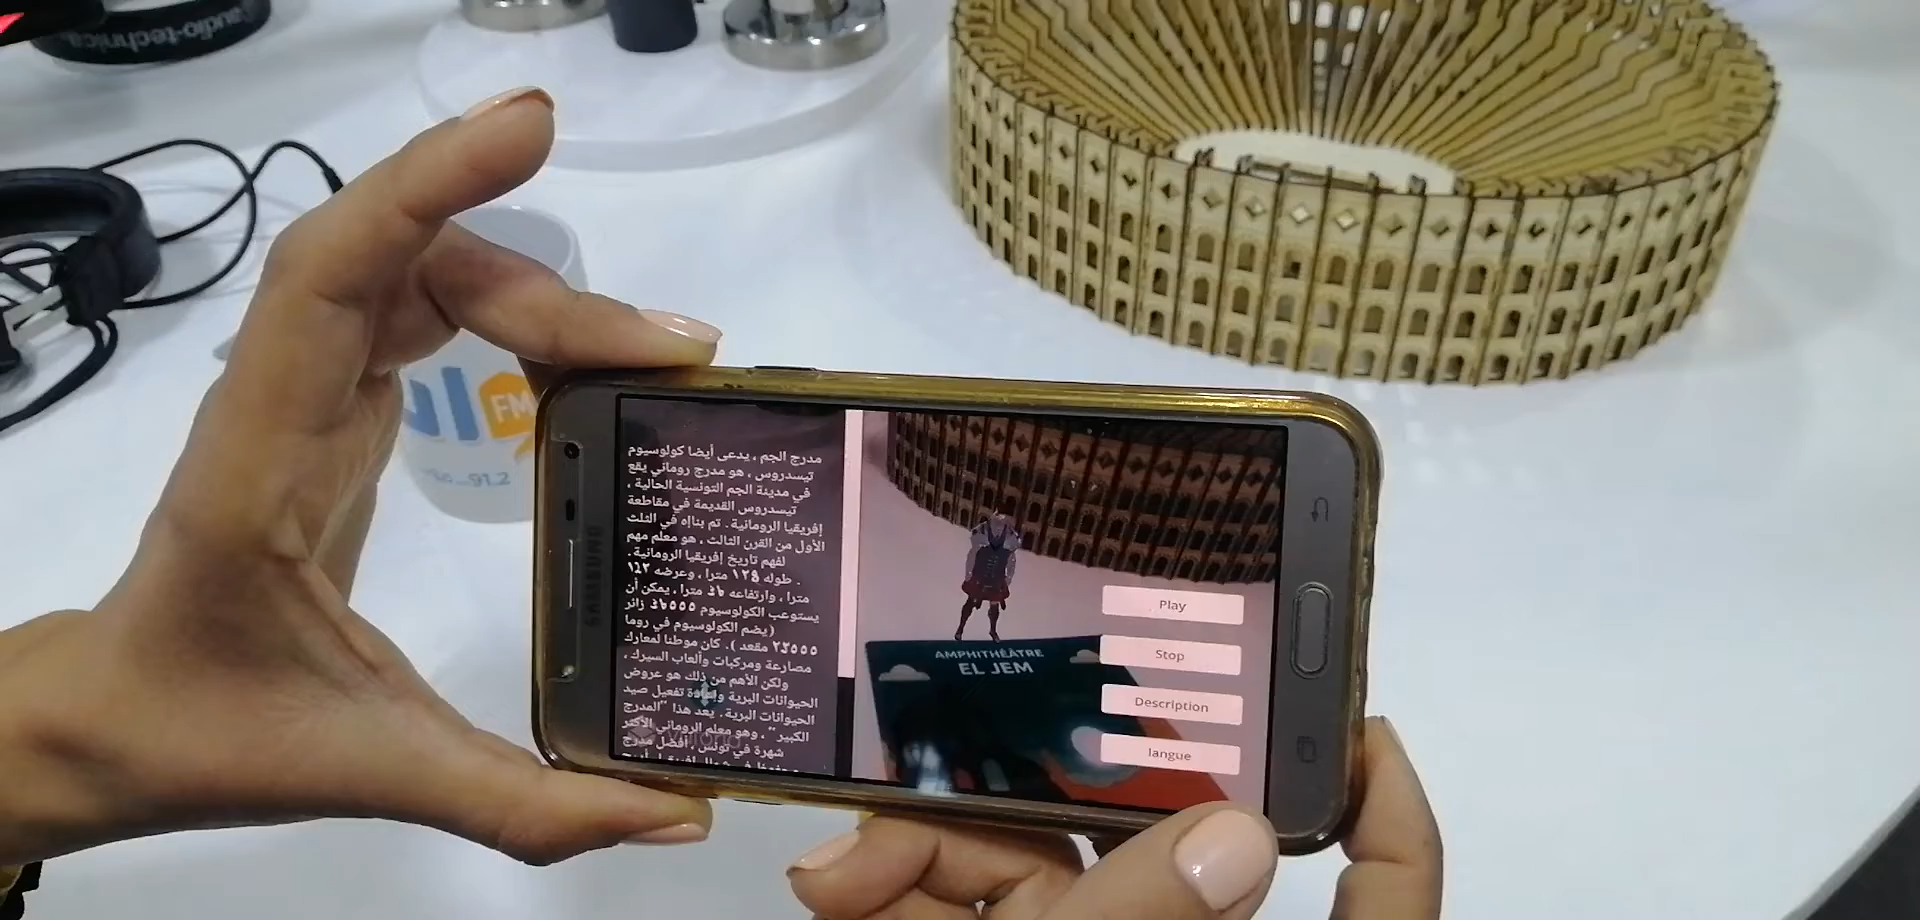 audio-technica
FM
91.2
SAMSUNG
مدرج الجم ، يدعى أيضا كولوسيوم
تيسدروس ، هو مدرج روماني يقع
في مدينة الجم التونسية الحالية ،
تيسدروس القديمة في مقاطعة
إفريقيا الرومانية. تم بناإه في الثلث
الأول من القرن الثالث ، هو معلم مهم
لفهم تاريخ إفريقيا الرومانية.
. طوله ١٢٨ مترا ، وعرضه ١٢٢
مترا ، وارتفاعه ٣٦ مترا ، يمكن أن
يستوعب الكولوسيوم ٣٥٠٠٠ زائر
(يضم الكولوسيوم في روما
مقعد ). كان موطنا لمعارك
مصارعة ومركبات وألعاب السيرك ،
ولكن الأهم من ذلك هو عروض
الحيوانات البرية وإعادة تفعيل صيد
الحيوانات البرية. يعد هذا "المدرج
الكبير" ، وهو معلم الروماني الأكثر
شهرة في تونس ، أفضل مدرج
AMPHITHÉÂTRE
EL JEM
Play
Stop
Description
langue